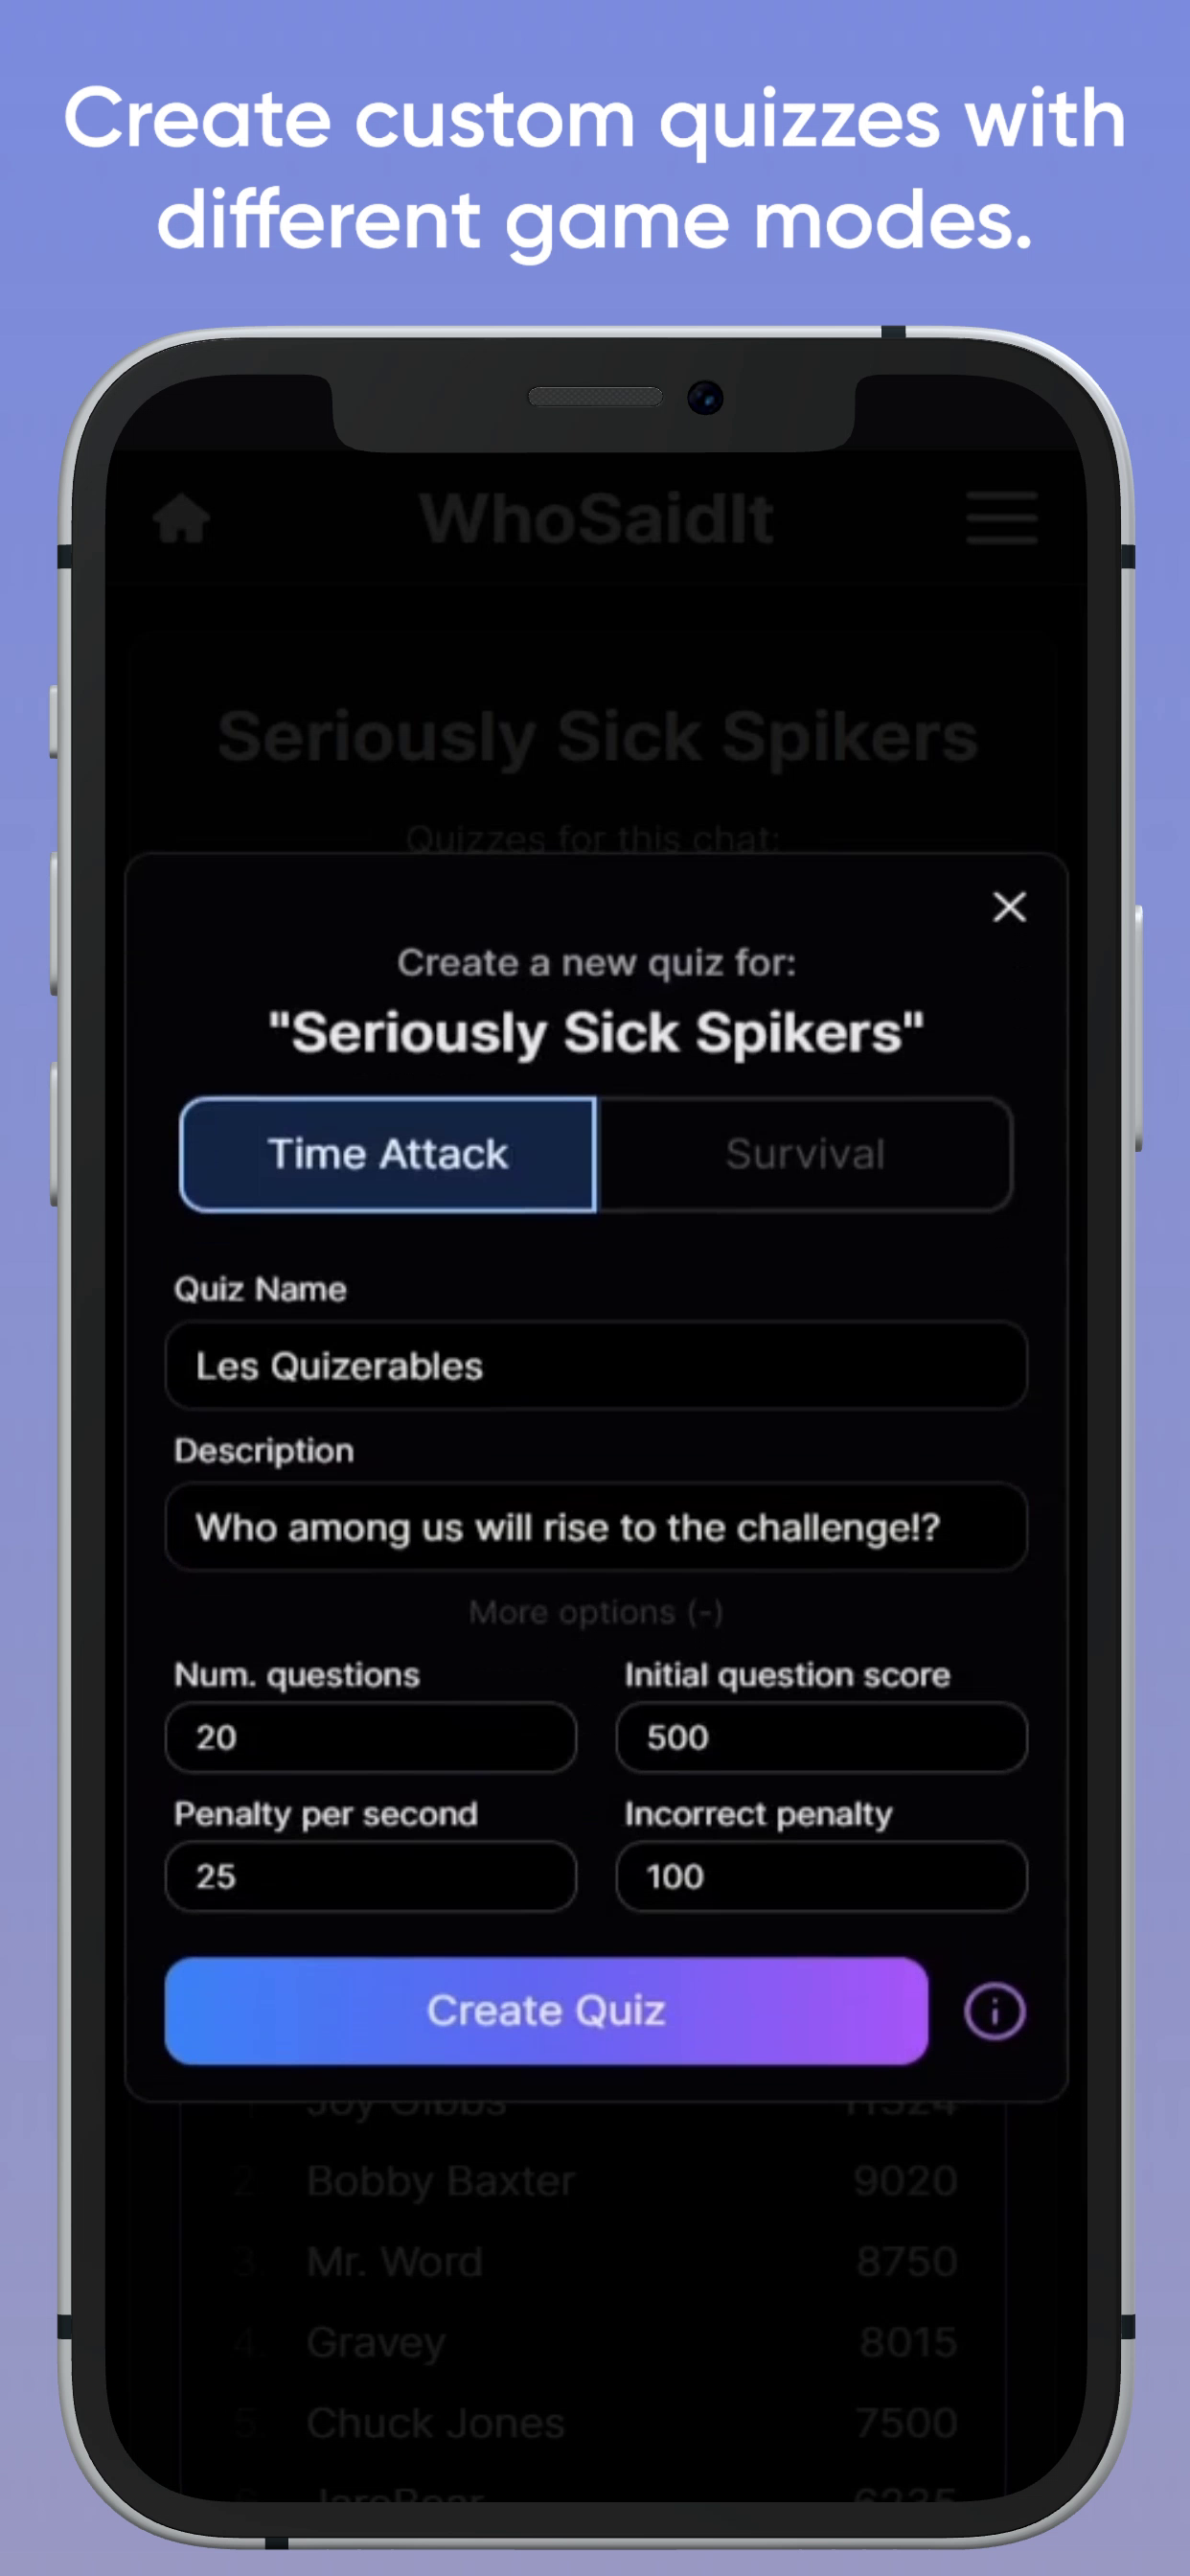 Create custom quizzes with
different game modes.
WhoSaidIt
Seriously Sick Spikers
Quizzes for this chat:
Create a new quiz for:
"Seriously Sick Spikers"
Time Attack Survival
Quiz Name
Les Quizerables
Description
Who among us will rise to the challenge!?
More options (-)
Num. questions Initial question score
20 500
Penalty per second Incorrect penalty
25 100
Create Quiz
Joy Gibbs
2. Bobby Baxter 9020
3. Mr. Word 8750
4. Gravey 8015
5. Chuck Jones 7500